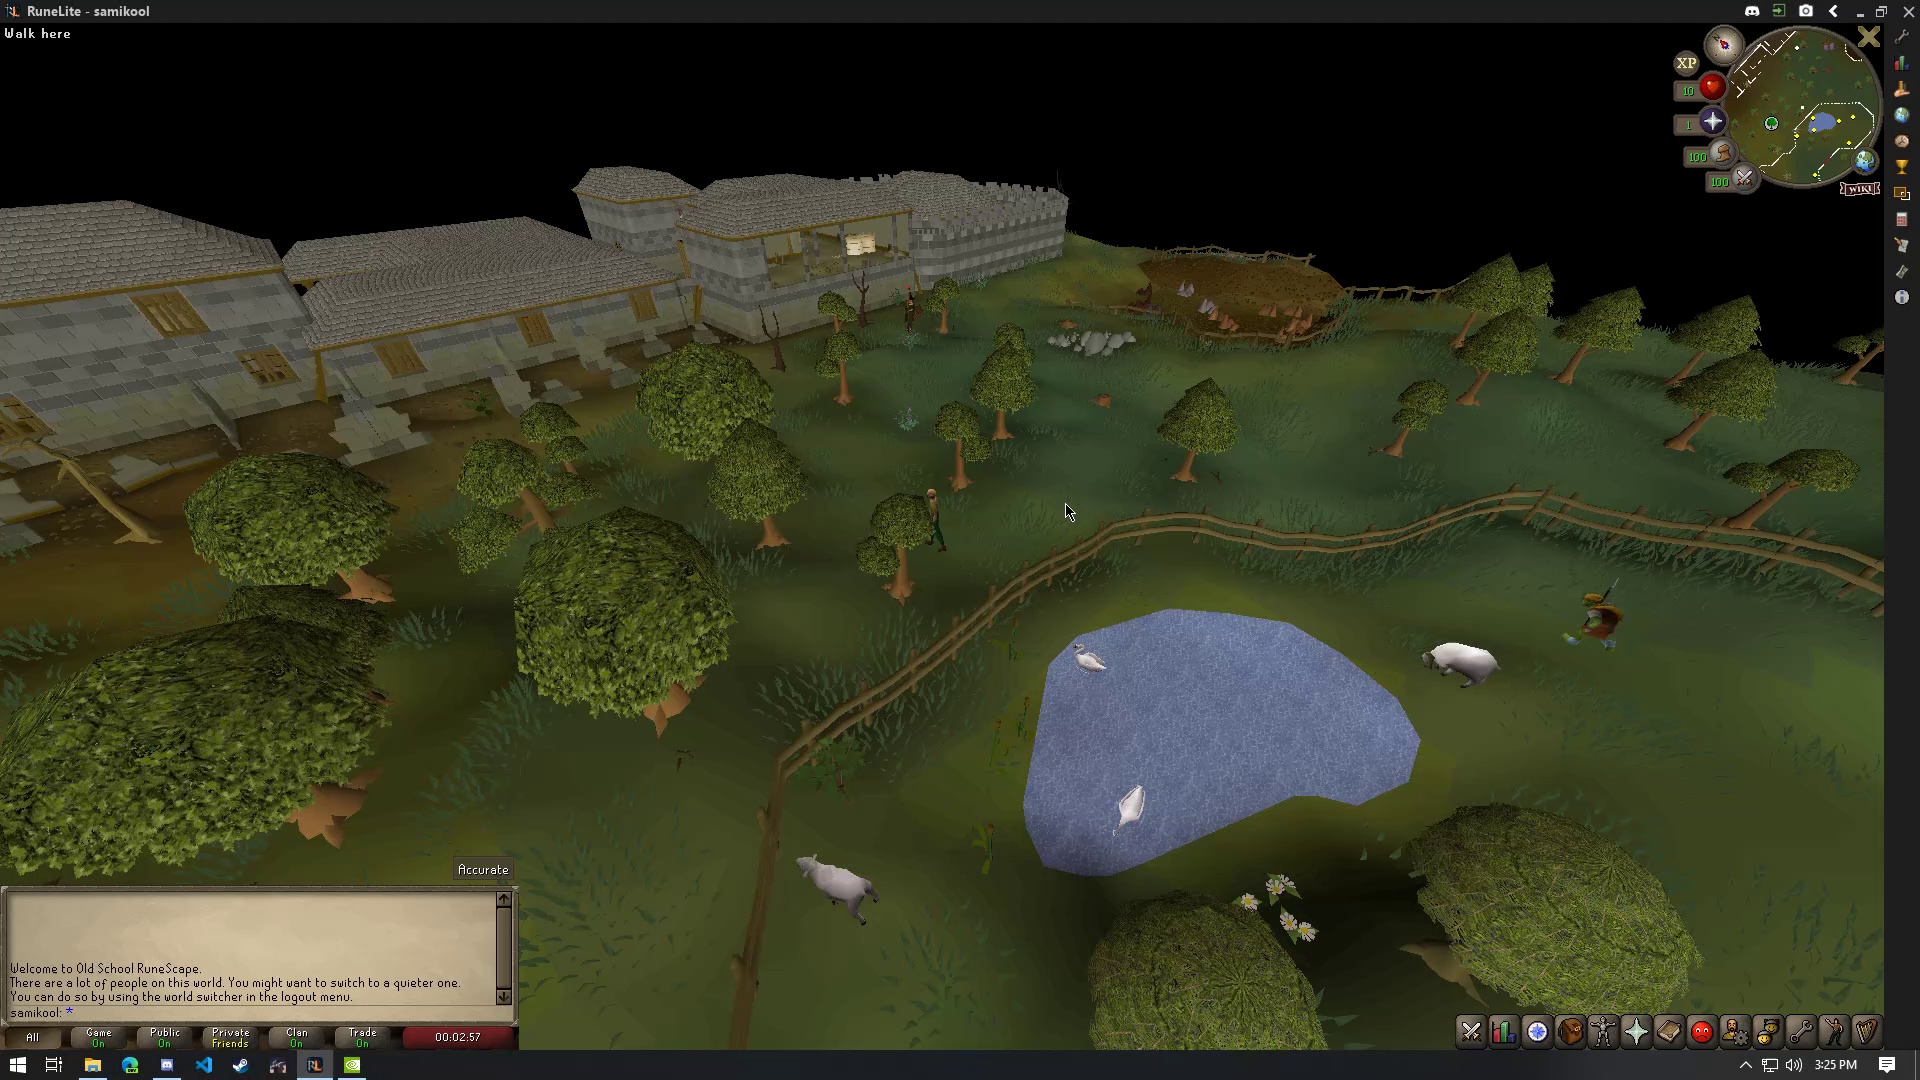 RuneLite - samikool
Walk here
XP
10
1
100
100
WIKI
Accurate
Welcome to Old School RuneScape.
There are a lot of people on this world. You might want to switch to a quieter one.
You can do so by using the world switcher in the logout menu.
samikool: *
All
Game
On
Public
On
Private
Friends
Clan
On
Trade
On
00:02:57
3:25 PM